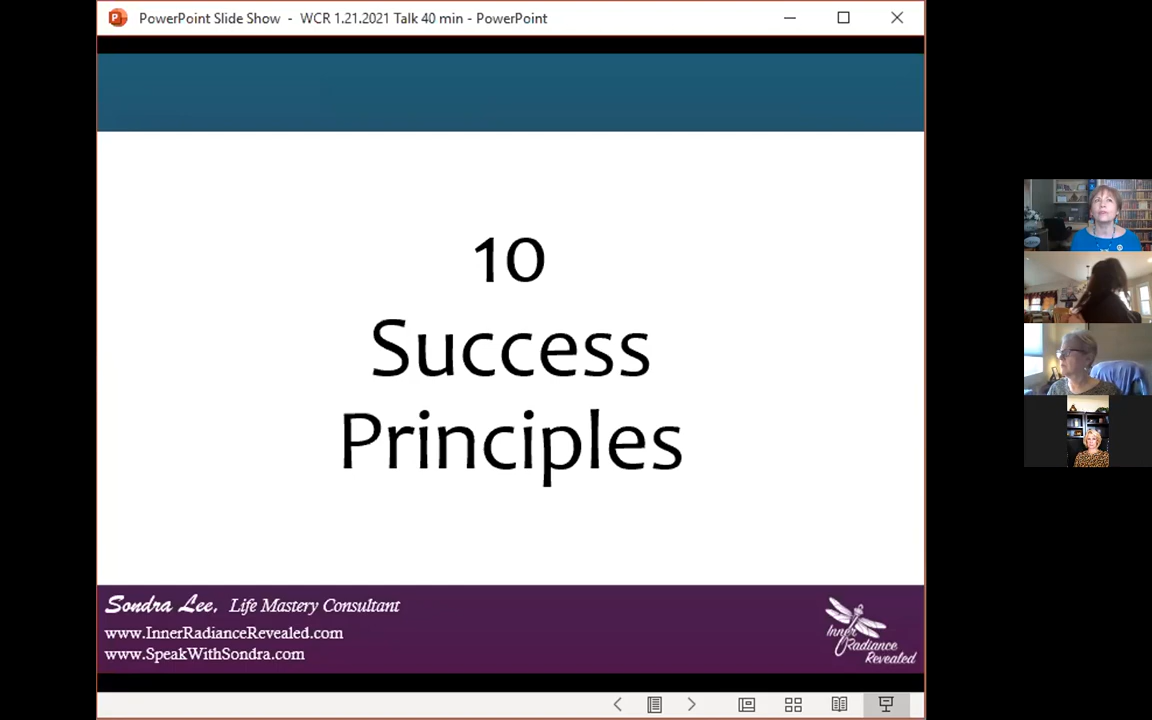 PowerPoint Slide Show - WCR 1.21.2021 Talk 40 min - PowerPoint
10
Success
Principles
Sondra Lee, Life Mastery Consultant
www.InnerRadianceRevealed.com
www.SpeakWithSondra.com
Inner
Radiance
Revealed